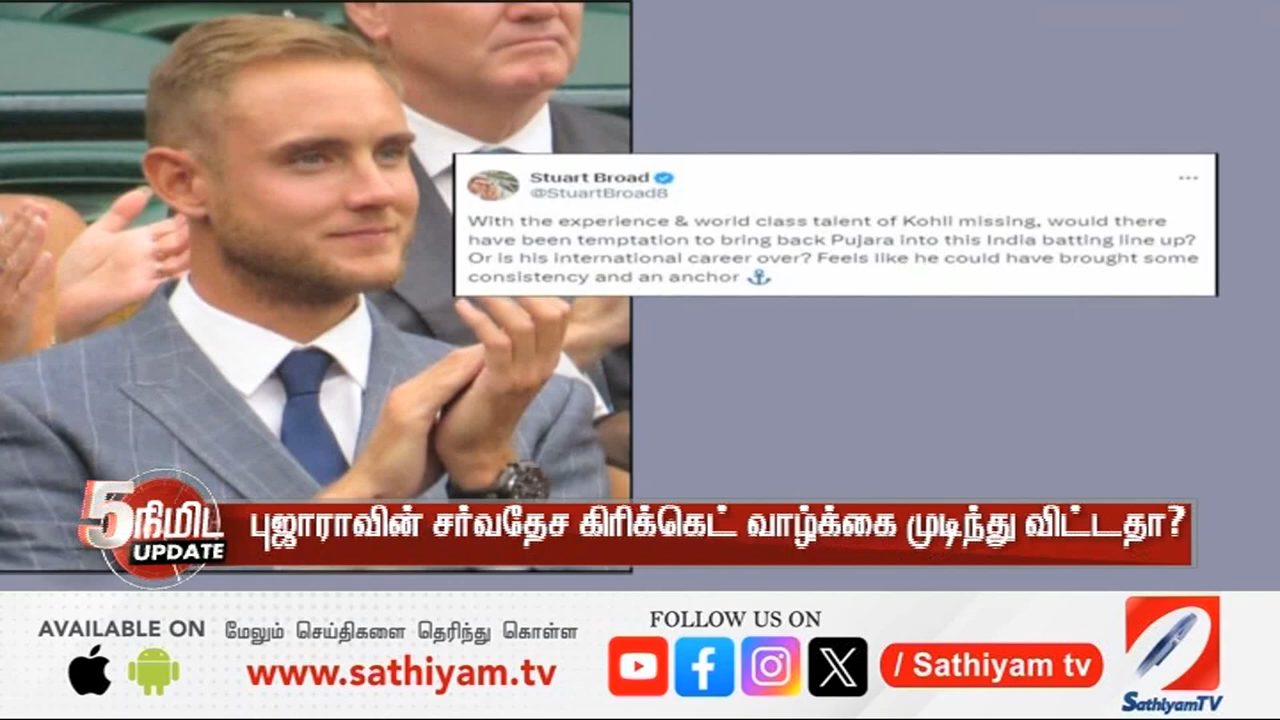 Stuart Broad
@StuartBroad8
With the experience & world class talent of Kohli missing, would there
have been temptation to bring back Pujara into this India batting line up?
Or is his international career over? Feels like he could have brought some
consistency and an anchor ⚓
5 நிமிட
UPDATE
புஜாராவின் சர்வதேச கிரிக்கெட் வாழ்க்கை முடிந்து விட்டதா?
AVAILABLE ON
மேலும் செய்திகளை தெரிந்து கொள்ள
www.sathiyam.tv
FOLLOW US ON
/ Sathiyam tv
SathiyamTV